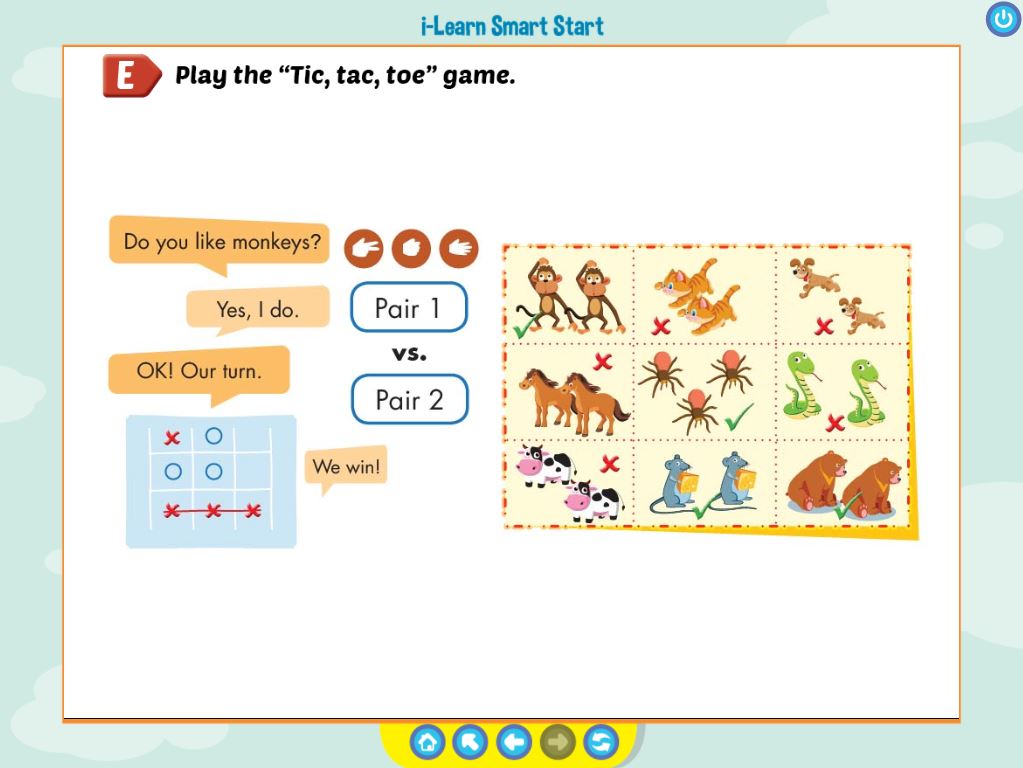 i-Learn Smart Start
E Play the “Tic, tac, toe” game.
Do you like monkeys?
Yes, I do.
OK! Our turn.
We win!
Pair 1
vs.
Pair 2